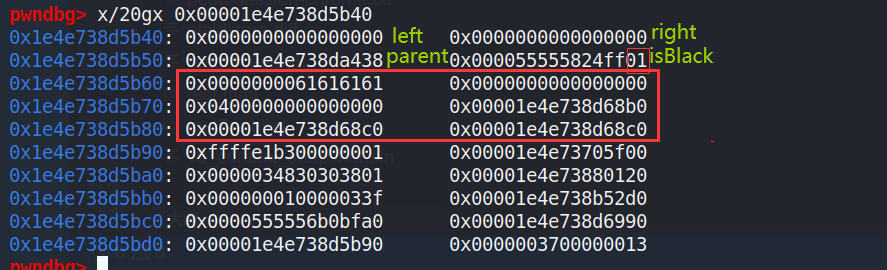 pwndbg> x/20gx 0x00001e4e738d5b40
0x1e4e738d5b40: 0x0000000000000000 left 0x0000000000000000 right
0x1e4e738d5b50: 0x00001e4e738da438 parent 0x000055555824ff01 isBlack
0x1e4e738d5b60: 0x0000000061616161 0x0000000000000000
0x1e4e738d5b70: 0x0400000000000000 0x00001e4e738d68b0
0x1e4e738d5b80: 0x00001e4e738d68c0 0x00001e4e738d68c0
0x1e4e738d5b90: 0xffffe1b300000001 0x00001e4e73705f00
0x1e4e738d5ba0: 0x0000034830303801 0x00001e4e73880120
0x1e4e738d5bb0: 0x000000010000033f 0x00001e4e738b52d0
0x1e4e738d5bc0: 0x0000555556b0bfa0 0x00001e4e738d6990
0x1e4e738d5bd0: 0x00001e4e738d5b90 0x0000003700000013
pwndbg>